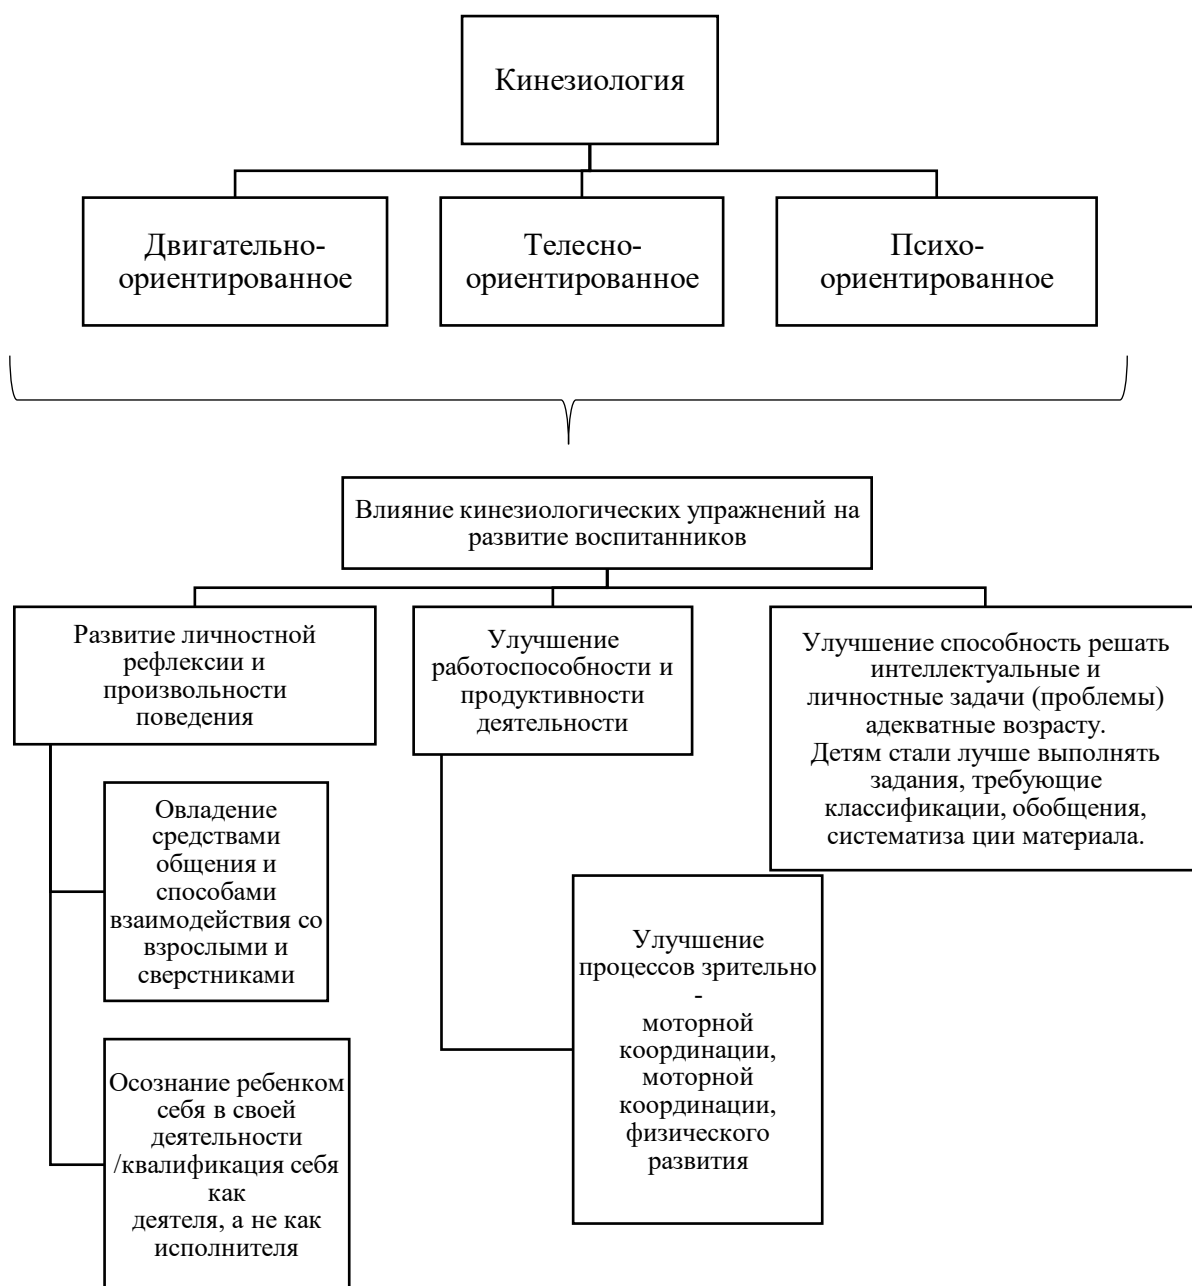 Кинезиология
Двигательно-
ориентированное
Телесно-
ориентированное
Психо-
ориентированное
Влияние кинезиологических упражнений на
развитие воспитанников
Развитие личностной
рефлексии и
произвольности
поведения
Улучшение
работоспособности и
продуктивности
деятельности
Улучшение способность решать
интеллектуальные и
личностные задачи (проблемы)
адекватные возрасту.
Детям стали лучше выполнять
задания, требующие
классификации, обобщения,
систематиза ции материала.
Овладение
средствами
общения и
способами
взаимодействия со
взрослыми и
сверстниками
Улучшение
процессов зрительно
-
моторной
координации,
моторной
координации,
физического
развития
Осознание ребенком
себя в своей
деятельности
/квалификация себя
как
деятеля, а не как
исполнителя